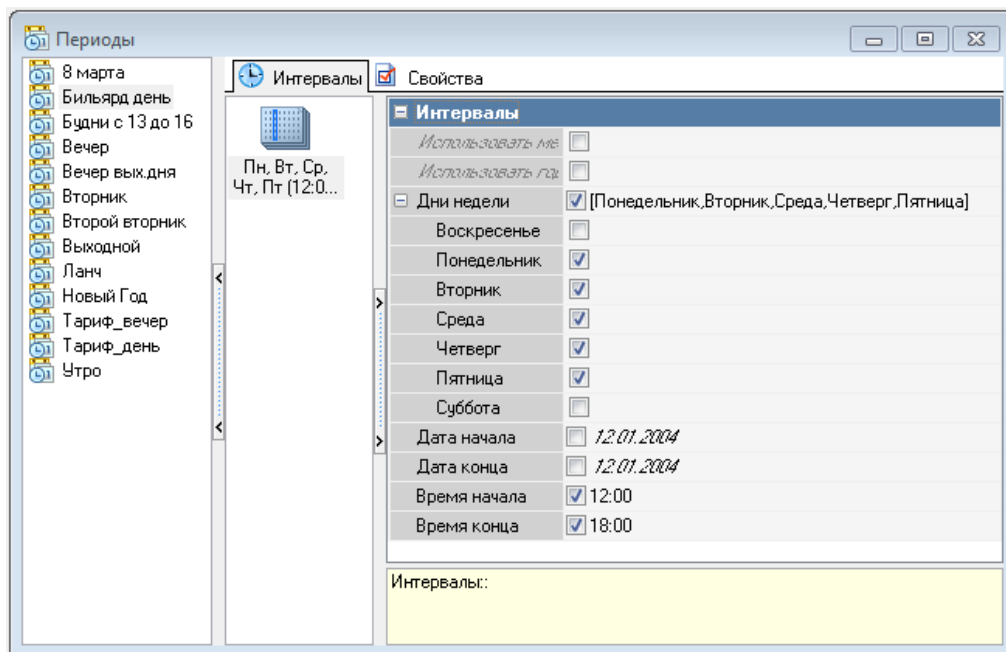 Периоды
8 марта
Бильярд день
Будни с 13 до 16
Вечер
Вечер вых.дня
Вторник
Второй вторник
Выходной
Ланч
Новый Год
Тариф_вечер
Тариф_день
Утро
Интервалы
Свойства
Пн, Вт, Ср,
Чт, Пт (12:0...
Интервалы
Использовать ме
Использовать го
Дни недели [Понедельник,Вторник,Среда,Четверг,Пятница]
Воскресенье
Понедельник
Вторник
Среда
Четверг
Пятница
Суббота
Дата начала 12.01.2004
Дата конца 12.01.2004
Время начала 12:00
Время конца 18:00
Интервалы::